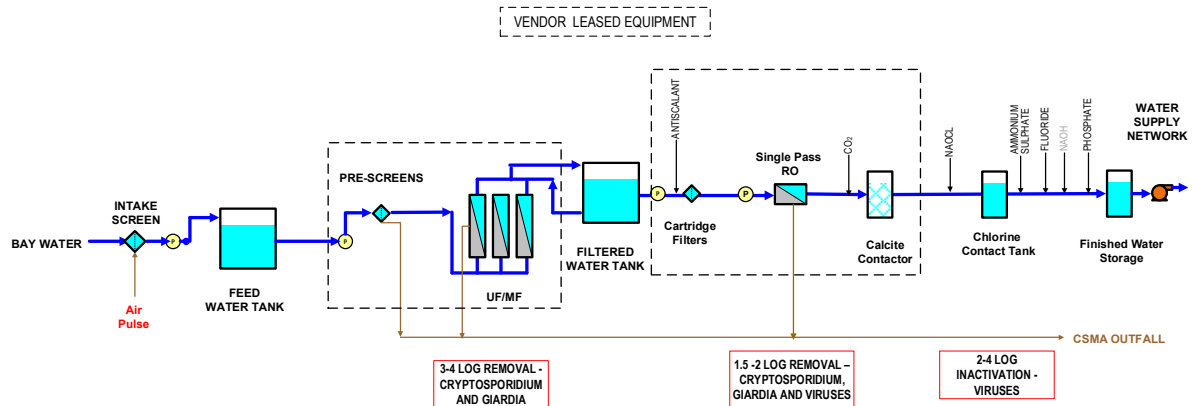 VENDOR LEASED EQUIPMENT
ANTISCALANT
CO₂
NAOCL
AMMONIUM
SULPHATE
FLUORIDE
NAOH
PHOSPHATE
WATER
SUPPLY
NETWORK
PRE-SCREENS
Single Pass
RO
INTAKE
SCREEN
BAY WATER
P
P
P
P
Cartridge
Filters
Calcite
Contactor
Chlorine
Contact Tank
Finished Water
Storage
FILTERED
WATER TANK
FEED
WATER TANK
UF/MF
Air
Pulse
CSMA OUTFALL
3-4 LOG REMOVAL -
CRYPTOSPORIDIUM
AND GIARDIA
1.5 -2 LOG REMOVAL –
CRYPTOSPORIDIUM,
GIARDIA AND VIRUSES
2-4 LOG
INACTIVATION -
VIRUSES